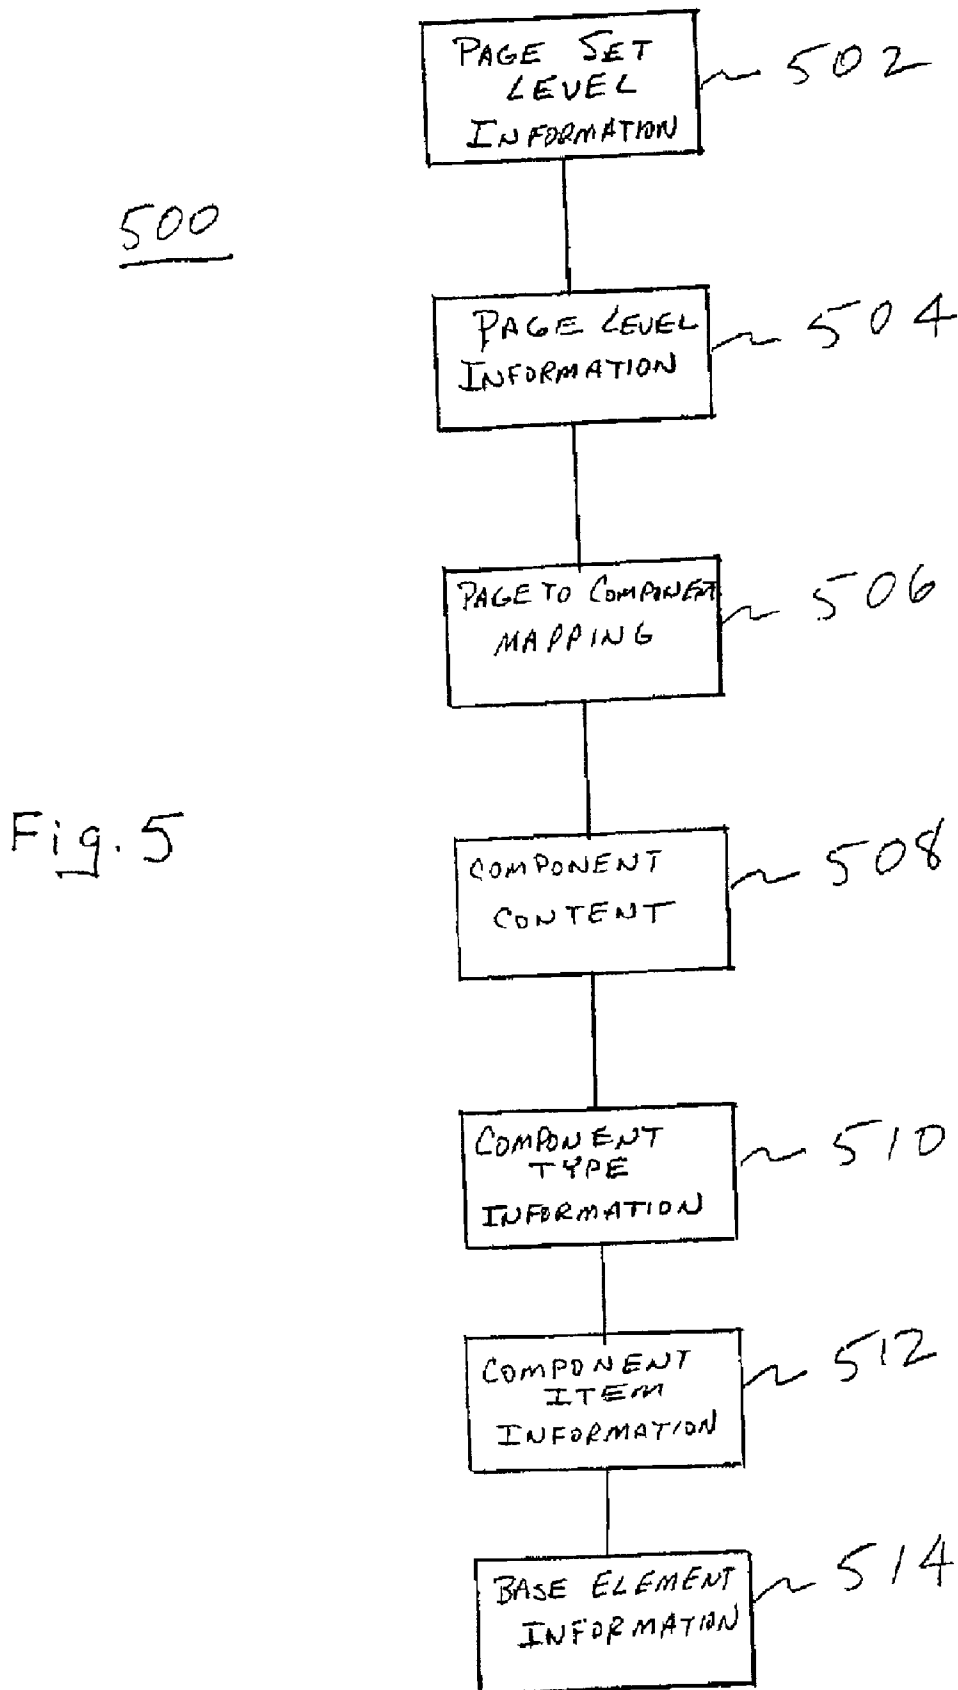 PAGE SET
LEVEL
INFORMATION
502
500
PAGE LEVEL
INFORMATION
504
PAGE TO COMPONENT
MAPPING
506
Fig. 5
COMPONENT
CONTENT
508
COMPONENT
TYPE
INFORMATION
510
COMPONENT
ITEM
INFORMATION
512
BASE ELEMENT
INFORMATION
514